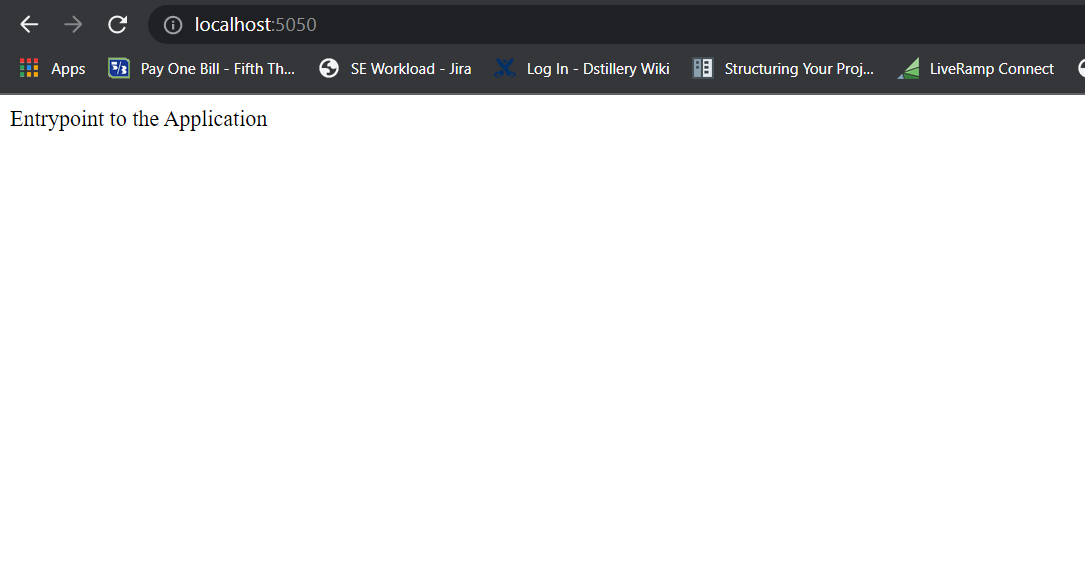 localhost:5050
Apps Pay One Bill - Fifth Th... SE Workload - Jira Log In - Dstillery Wiki Structuring Your Proj... LiveRamp Connect
Entrypoint to the Application